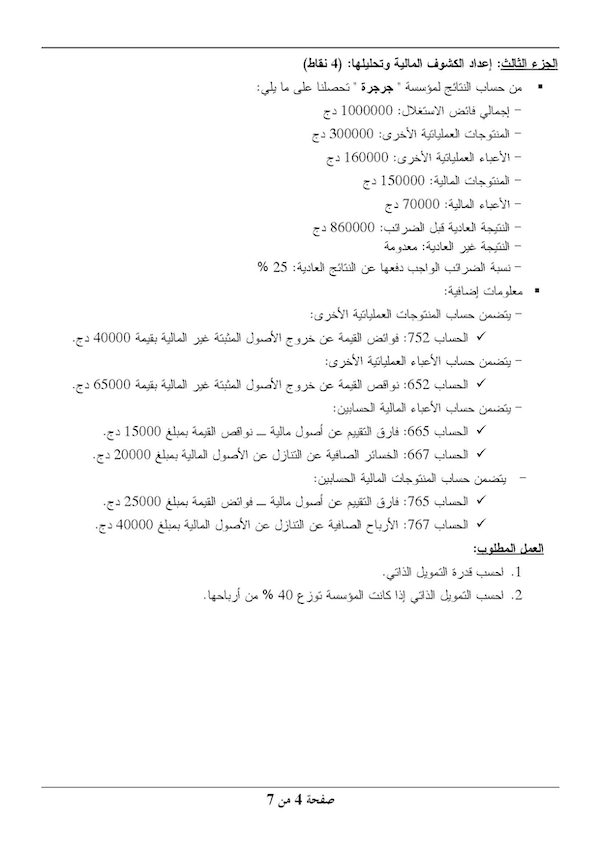 الجزء الثالث: إعداد الكشوف المالية وتحليلها: (4 نقاط)
▪ من حساب النتائج لمؤسسة " جرجرة " تحصلنا على ما يلي:
– إجمالي فائض الاستغلال: 1000000 دج
– المنتوجات العملياتية الأخرى: 300000 دج
– الأعباء العملياتية الأخرى: 160000 دج
– المنتوجات المالية: 150000 دج
– الأعباء المالية: 70000 دج
– النتيجة العادية قبل الضرائب: 860000 دج
– النتيجة غير العادية: معدومة
– نسبة الضرائب الواجب دفعها عن النتائج العادية: 25 %
▪ معلومات إضافية:
– يتضمن حساب المنتوجات العملياتية الأخرى:
✓ الحساب 752: فوائض القيمة عن خروج الأصول المثبتة غير المالية بقيمة 40000 دج.
– يتضمن حساب الأعباء العملياتية الأخرى:
✓ الحساب 652: نواقص القيمة عن خروج الأصول المثبتة غير المالية بقيمة 65000 دج.
– يتضمن حساب الأعباء المالية الحسابين:
✓ الحساب 665: فارق التقييم عن أصول مالية – نواقص القيمة بمبلغ 15000 دج.
✓ الحساب 667: الخسائر الصافية عن التنازل عن الأصول المالية بمبلغ 20000 دج.
– يتضمن حساب المنتوجات المالية الحسابين:
✓ الحساب 765: فارق التقييم عن أصول مالية – فوائض القيمة بمبلغ 25000 دج.
✓ الحساب 767: الأرباح الصافية عن التنازل عن الأصول المالية بمبلغ 40000 دج.
العمل المطلوب:
1. احسب قدرة التمويل الذاتي.
2. احسب التمويل الذاتي إذا كانت المؤسسة توزع 40 % من أرباحها.
صفحة 4 من 7